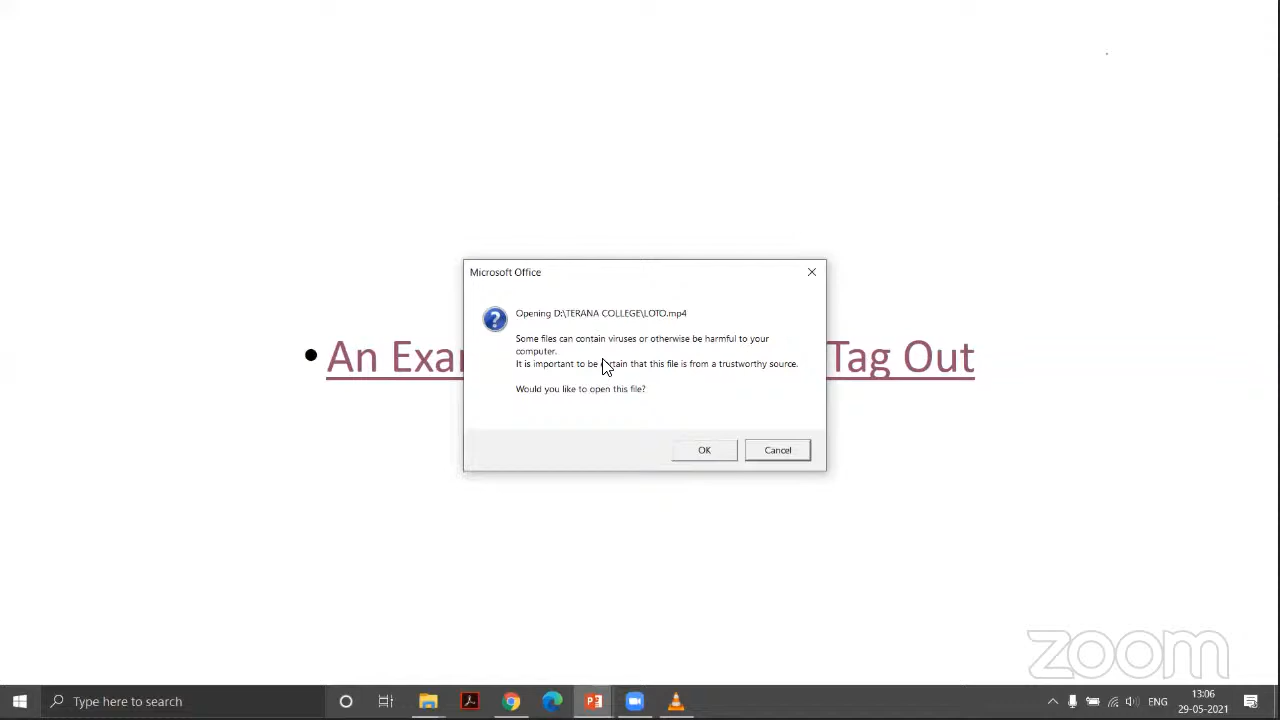 Microsoft Office
Opening D:\TERANA COLLEGE\LOTO.mp4
Some files can contain viruses or otherwise be harmful to your
computer.
It is important to be certain that this file is from a trustworthy source.
Would you like to open this file?
• An Exa Tag Out
OK Cancel
zoom
Type here to search
ENG
13:06
29-05-2021